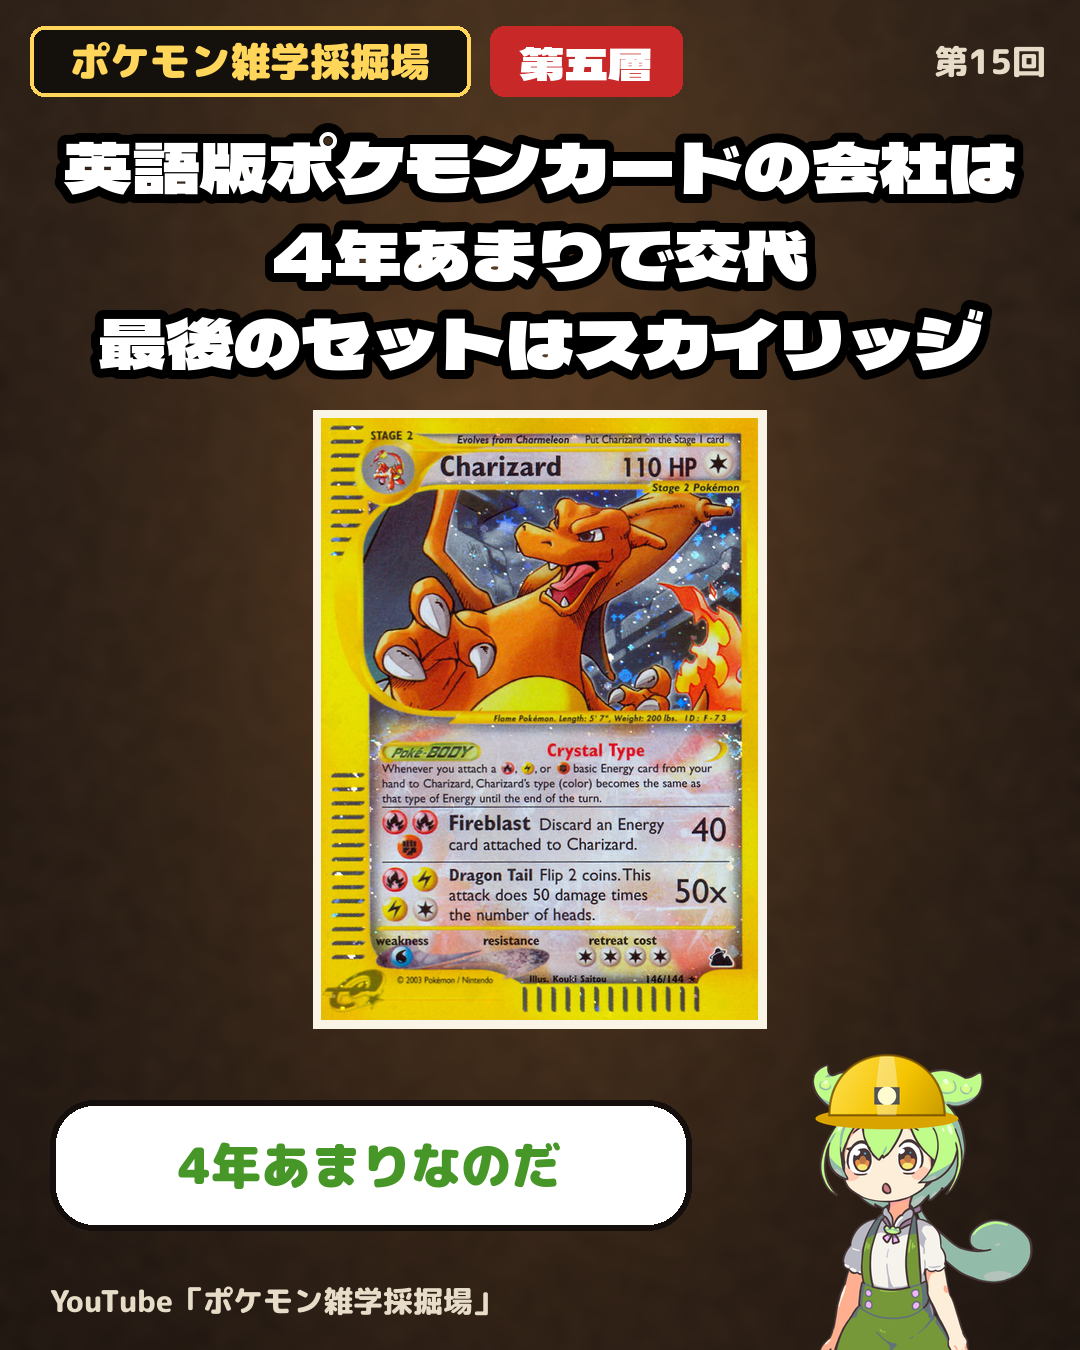 ポケモン雑学採掘場
第五層
第15回
英語版ポケモンカードの会社は
4年あまりで交代
最後のセットはスカイリッジ
STAGE 2
Evolves from Charmeleon
Put Charizard on the Stage 1 card
Charizard
110 HP
Stage 2 Pokémon
Flame Pokémon. Length: 5' 7", Weight: 200 lbs. ID: F-73
Poké-BODY
Crystal Type
Whenever you attach a , , or basic Energy card from your
hand to Charizard, Charizard's type (color) becomes the same as
that type of Energy until the end of the turn.
Fireblast Discard an Energy
card attached to Charizard.
40
Dragon Tail Flip 2 coins. This
attack does 50 damage times
the number of heads.
50x
weakness
resistance
retreat cost
© 2003 Pokémon / Nintendo
Illus. Kouki Saitou
146/144 ★
4年あまりなのだ
YouTube「ポケモン雑学採掘場」